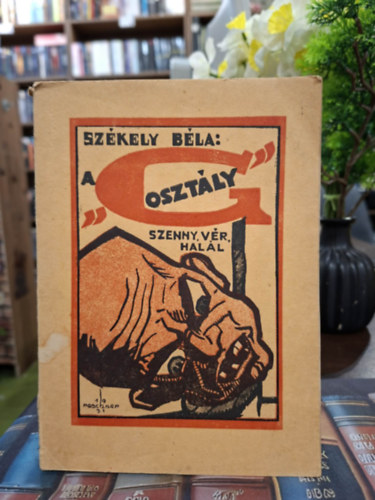 SZÉKELY BÉLA:
A „G” OSZTÁLY
SZENNY, VÉR,
HALÁL